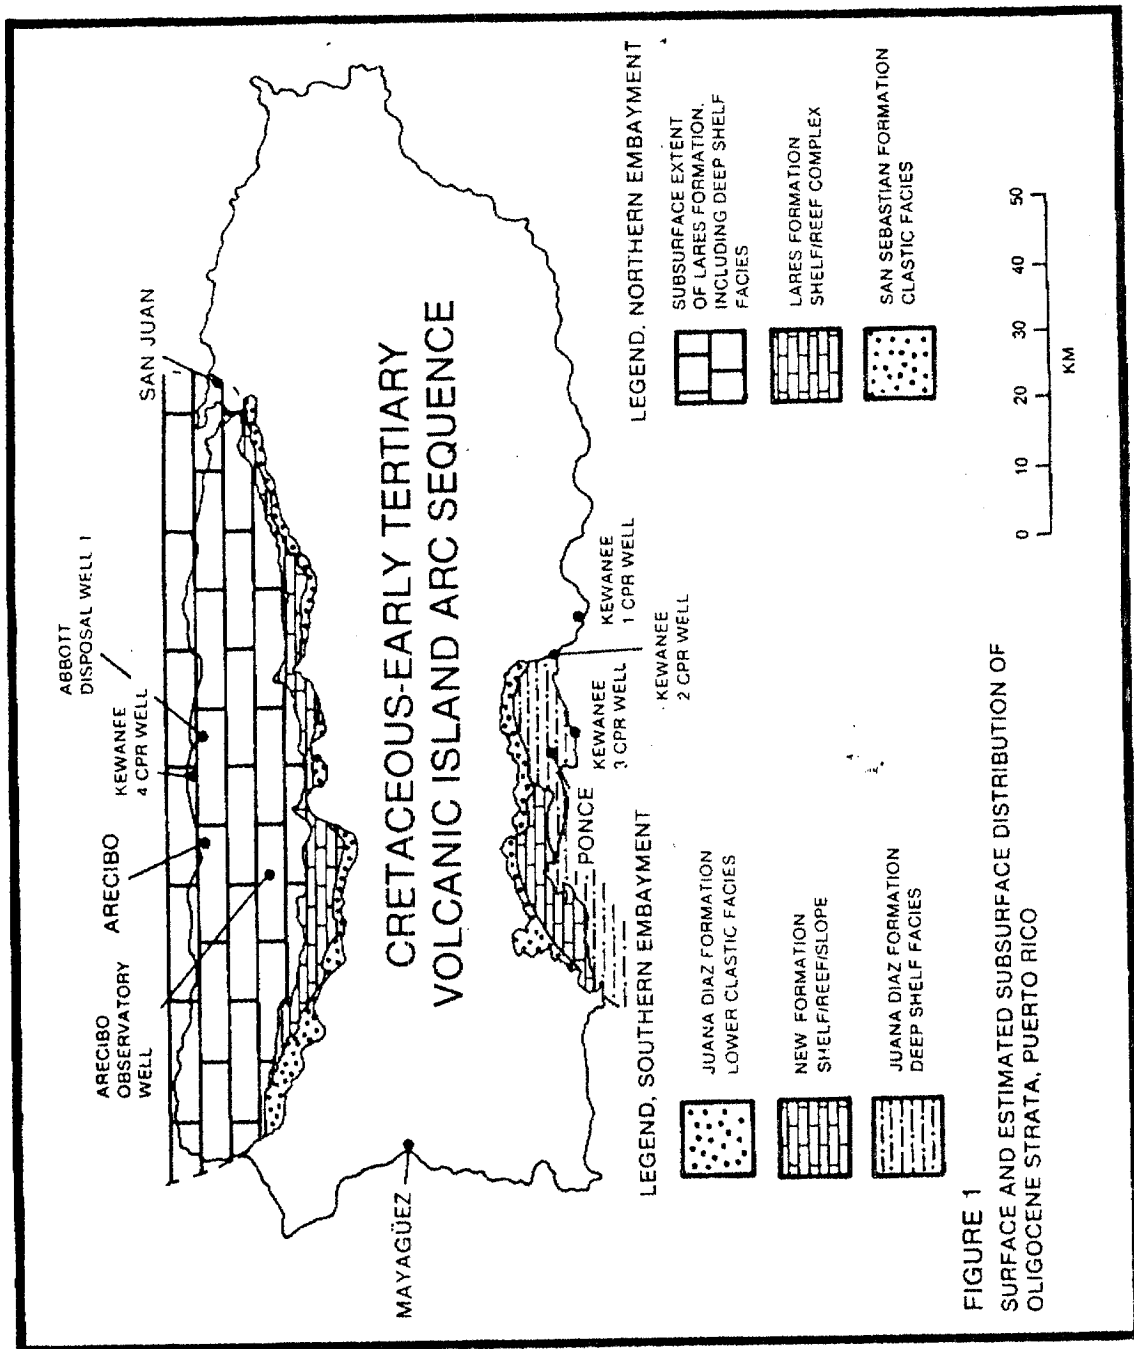 SAN JUAN
ABBOTT
DISPOSAL WELL 1
KEWANEE
4 CPR WELL
ARECIBO
ARECIBO
OBSERVATORY
WELL
CRETACEOUS-EARLY TERTIARY
VOLCANIC ISLAND ARC SEQUENCE
MAYAGÜEZ
PONCE
KEWANEE
3 CPR WELL
KEWANEE
2 CPR WELL
KEWANEE
1 CPR WELL
LEGEND, SOUTHERN EMBAYMENT
JUANA DIAZ FORMATION
LOWER CLASTIC FACIES
NEW FORMATION
SHELF/REEF/SLOPE
JUANA DIAZ FORMATION
DEEP SHELF FACIES
LEGEND. NORTHERN EMBAYMENT
SUBSURFACE EXTENT
OF LARES FORMATION.
INCLUDING DEEP SHELF
FACIES
LARES FORMATION
SHELF/REEF COMPLEX
SAN SEBASTIAN FORMATION
CLASTIC FACIES
0 10 20 30 40 50
KM
FIGURE 1
SURFACE AND ESTIMATED SUBSURFACE DISTRIBUTION OF
OLIGOCENE STRATA, PUERTO RICO